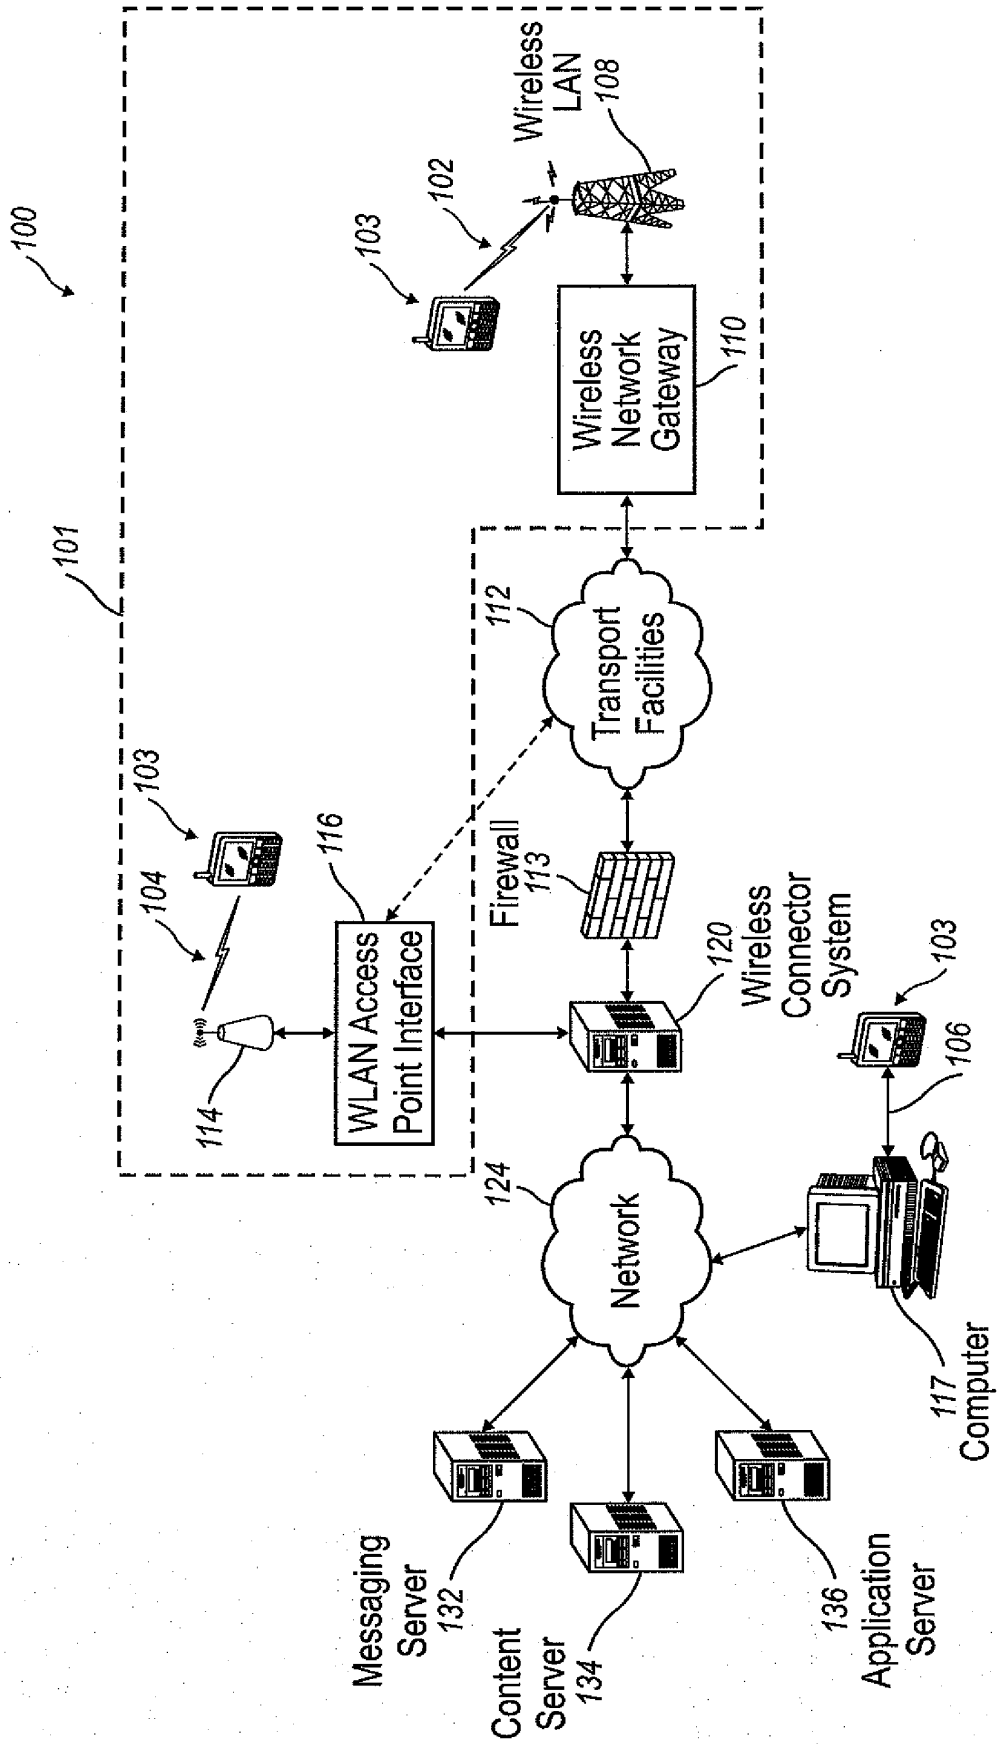 100
101
103
104
114
116
WLAN Access
Point Interface
103
102
Wireless
LAN
108
Wireless
Network
Gateway
110
112
Transport
Facilities
Firewall
113
120
Wireless
Connector
System
124
Network
Messaging
Server
132
Content
Server
134
136
Application
Server
117
Computer
103
106